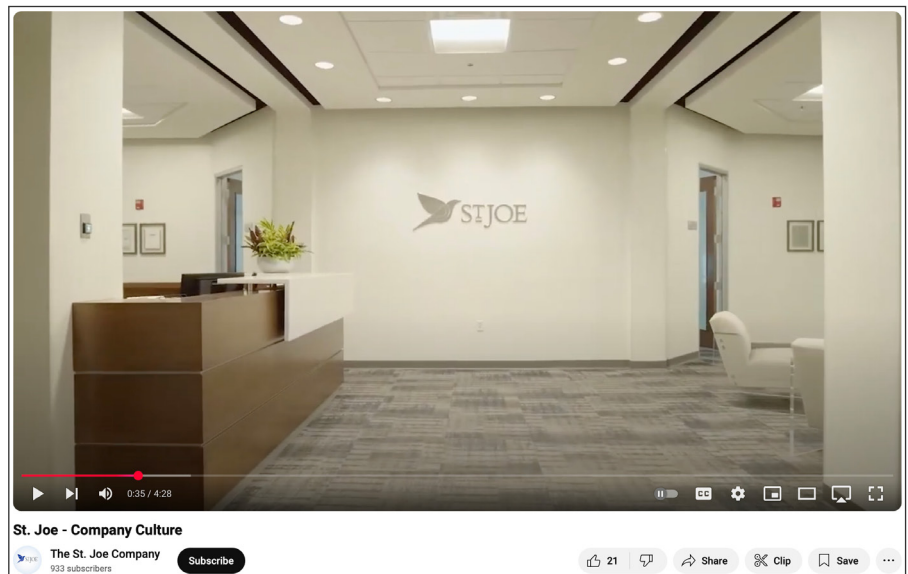 ST.JOE
0:35 / 4:28
CC
St. Joe - Company Culture
The St. Joe Company
933 subscribers
Subscribe
21
Share
Clip
Save